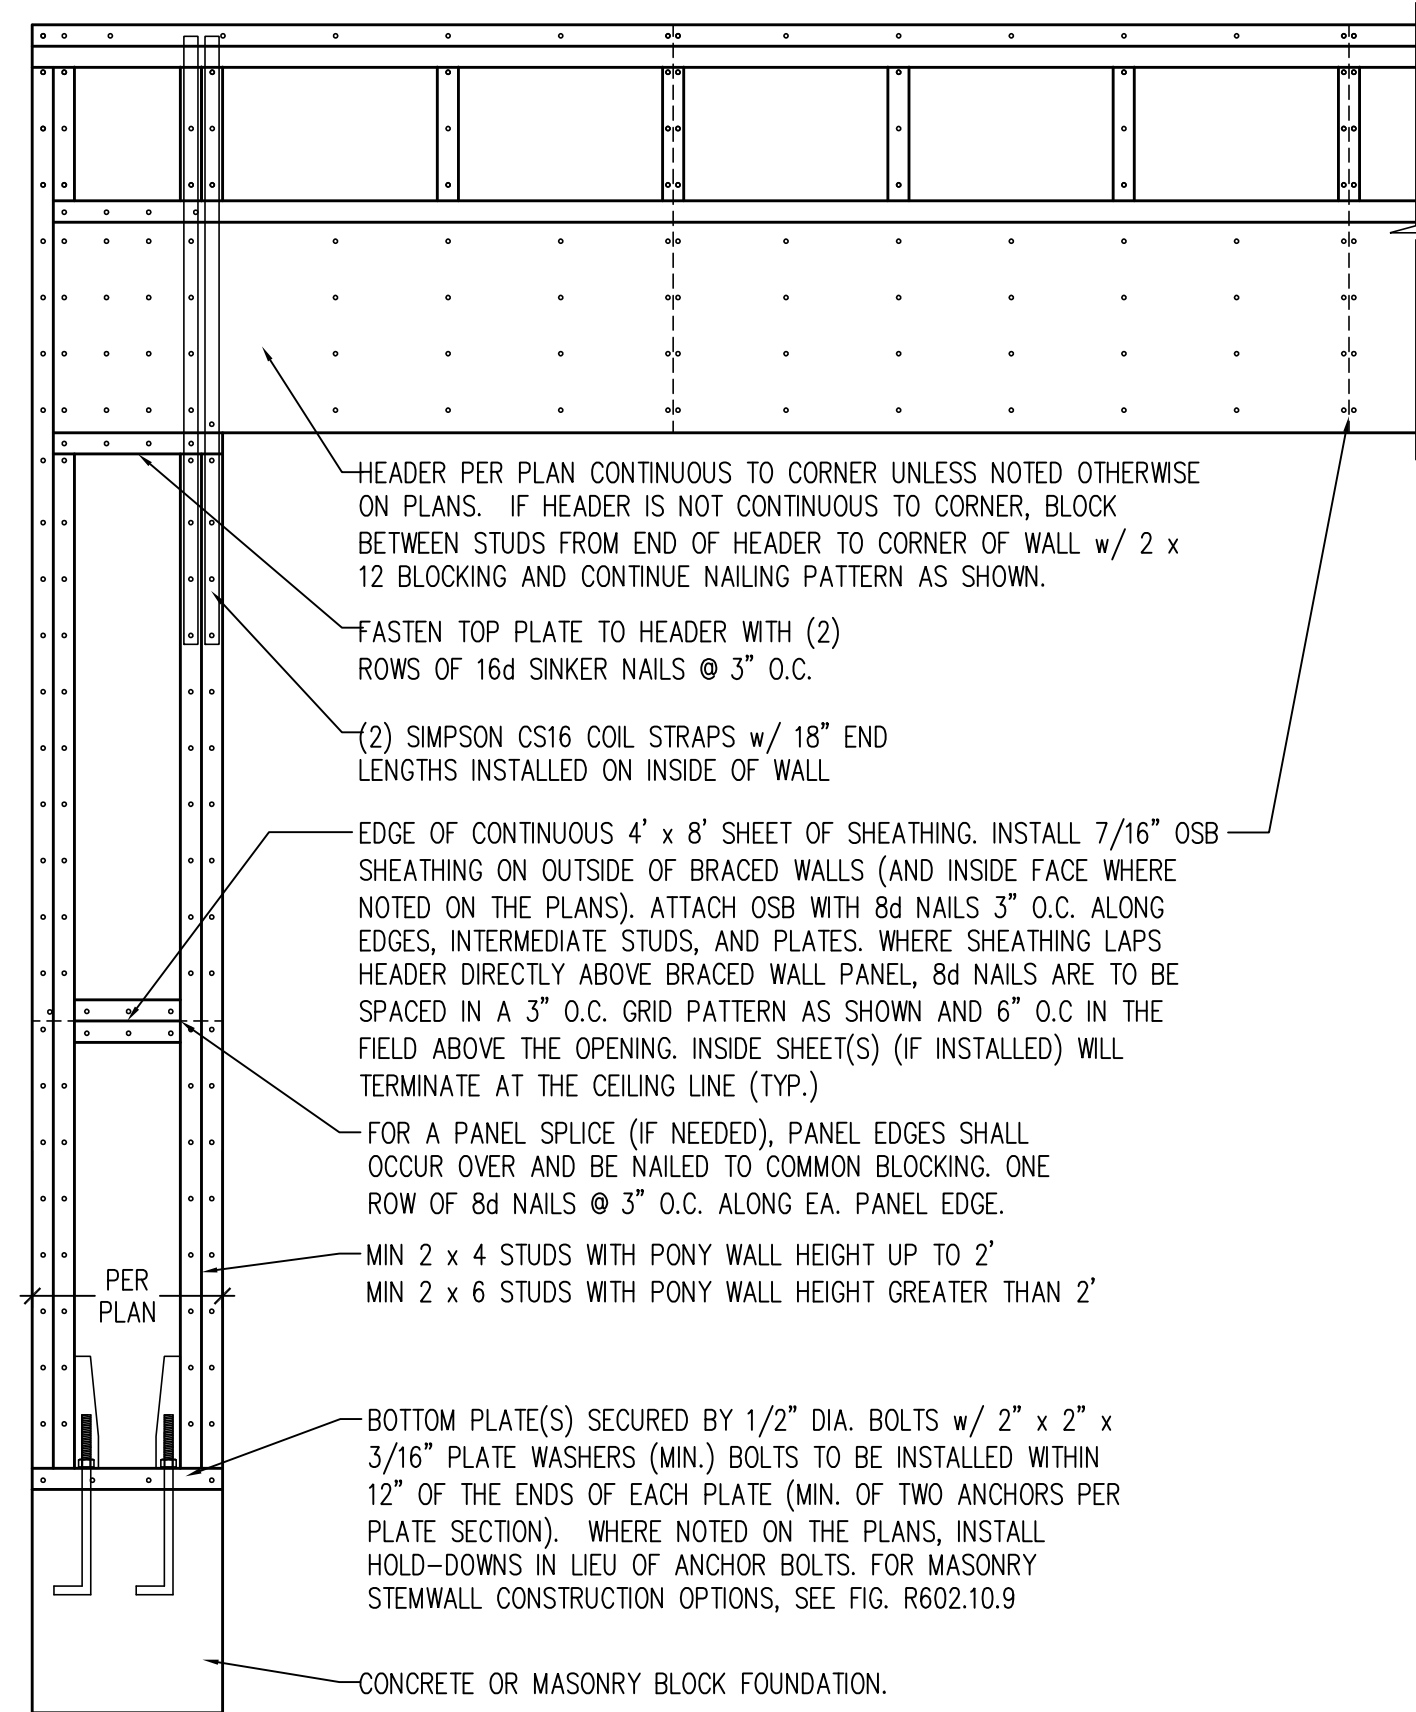 HEADER PER PLAN CONTINUOUS TO CORNER UNLESS NOTED OTHERWISE
ON PLANS. IF HEADER IS NOT CONTINUOUS TO CORNER, BLOCK
BETWEEN STUDS FROM END OF HEADER TO CORNER OF WALL w/ 2 x
12 BLOCKING AND CONTINUE NAILING PATTERN AS SHOWN.
FASTEN TOP PLATE TO HEADER WITH (2)
ROWS OF 16d SINKER NAILS @ 3" O.C.
(2) SIMPSON CS16 COIL STRAPS w/ 18" END
LENGTHS INSTALLED ON INSIDE OF WALL
EDGE OF CONTINUOUS 4' x 8' SHEET OF SHEATHING. INSTALL 7/16" OSB
SHEATHING ON OUTSIDE OF BRACED WALLS (AND INSIDE FACE WHERE
NOTED ON THE PLANS). ATTACH OSB WITH 8d NAILS 3" O.C. ALONG
EDGES, INTERMEDIATE STUDS, AND PLATES. WHERE SHEATHING LAPS
HEADER DIRECTLY ABOVE BRACED WALL PANEL, 8d NAILS ARE TO BE
SPACED IN A 3" O.C. GRID PATTERN AS SHOWN AND 6" O.C IN THE
FIELD ABOVE THE OPENING. INSIDE SHEET(S) (IF INSTALLED) WILL
TERMINATE AT THE CEILING LINE (TYP.)
FOR A PANEL SPLICE (IF NEEDED), PANEL EDGES SHALL
OCCUR OVER AND BE NAILED TO COMMON BLOCKING. ONE
ROW OF 8d NAILS @ 3" O.C. ALONG EA. PANEL EDGE.
MIN 2 x 4 STUDS WITH PONY WALL HEIGHT UP TO 2'
MIN 2 x 6 STUDS WITH PONY WALL HEIGHT GREATER THAN 2'
PER
PLAN
BOTTOM PLATE(S) SECURED BY 1/2" DIA. BOLTS w/ 2" x 2" x
3/16" PLATE WASHERS (MIN.) BOLTS TO BE INSTALLED WITHIN
12" OF THE ENDS OF EACH PLATE (MIN. OF TWO ANCHORS PER
PLATE SECTION). WHERE NOTED ON THE PLANS, INSTALL
HOLD-DOWNS IN LIEU OF ANCHOR BOLTS. FOR MASONRY
STEMWALL CONSTRUCTION OPTIONS, SEE FIG. R602.10.9
CONCRETE OR MASONRY BLOCK FOUNDATION.